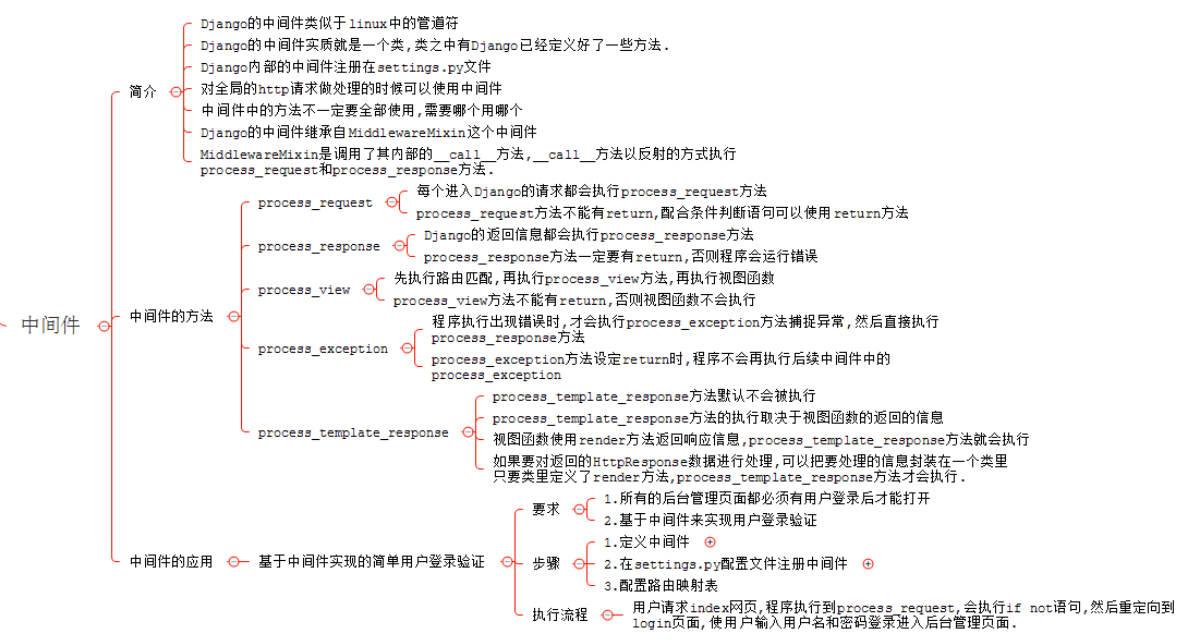 中间件
简介
Django的中间件类似于linux中的管道符
Django的中间件实质就是一个类,类之中有Django已经定义好了一些方法.
Django内部的中间件注册在settings.py文件
对全局的http请求做处理的时候可以使用中间件
中间件中的方法不一定要全部使用,需要哪个用哪个
Django的中间件继承自MiddlewareMixin这个中间件
MiddlewareMixin是调用了其内部的__call__方法,__call__方法以反射的方式执行
process_request和process_response方法.
中间件的方法
process_request
每个进入Django的请求都会执行process_request方法
process_request方法不能有return,配合条件判断语句可以使用return方法
process_response
Django的返回信息都会执行process_response方法
process_response方法一定要有return,否则程序会运行错误
process_view
先执行路由匹配,再执行process_view方法,再执行视图函数
process_view方法不能有return,否则视图函数不会执行
process_exception
程序执行出现错误时,才会执行process_exception方法捕捉异常,然后直接执行
process_response方法
process_exception方法设定return时,程序不会再执行后续中间件中的
process_exception
process_template_response
process_template_response方法默认不会被执行
process_template_response方法的执行取决于视图函数的返回的信息
视图函数使用render方法返回响应信息,process_template_response方法就会执行
如果要对返回的HttpResponse数据进行处理,可以把要处理的信息封装在一个类里
只要类里定义了render方法,process_template_response方法才会执行.
中间件的应用
基于中间件实现的简单用户登录验证
要求
1.所有的后台管理页面都必须有用户登录后才能打开
2.基于中间件来实现用户登录验证
步骤
1.定义中间件
2.在settings.py配置文件注册中间件
3.配置路由映射表
执行流程
用户请求index网页,程序执行到process_request,会执行if not语句,然后重定向到
login页面,使用户输入用户名和密码登录进入后台管理页面.